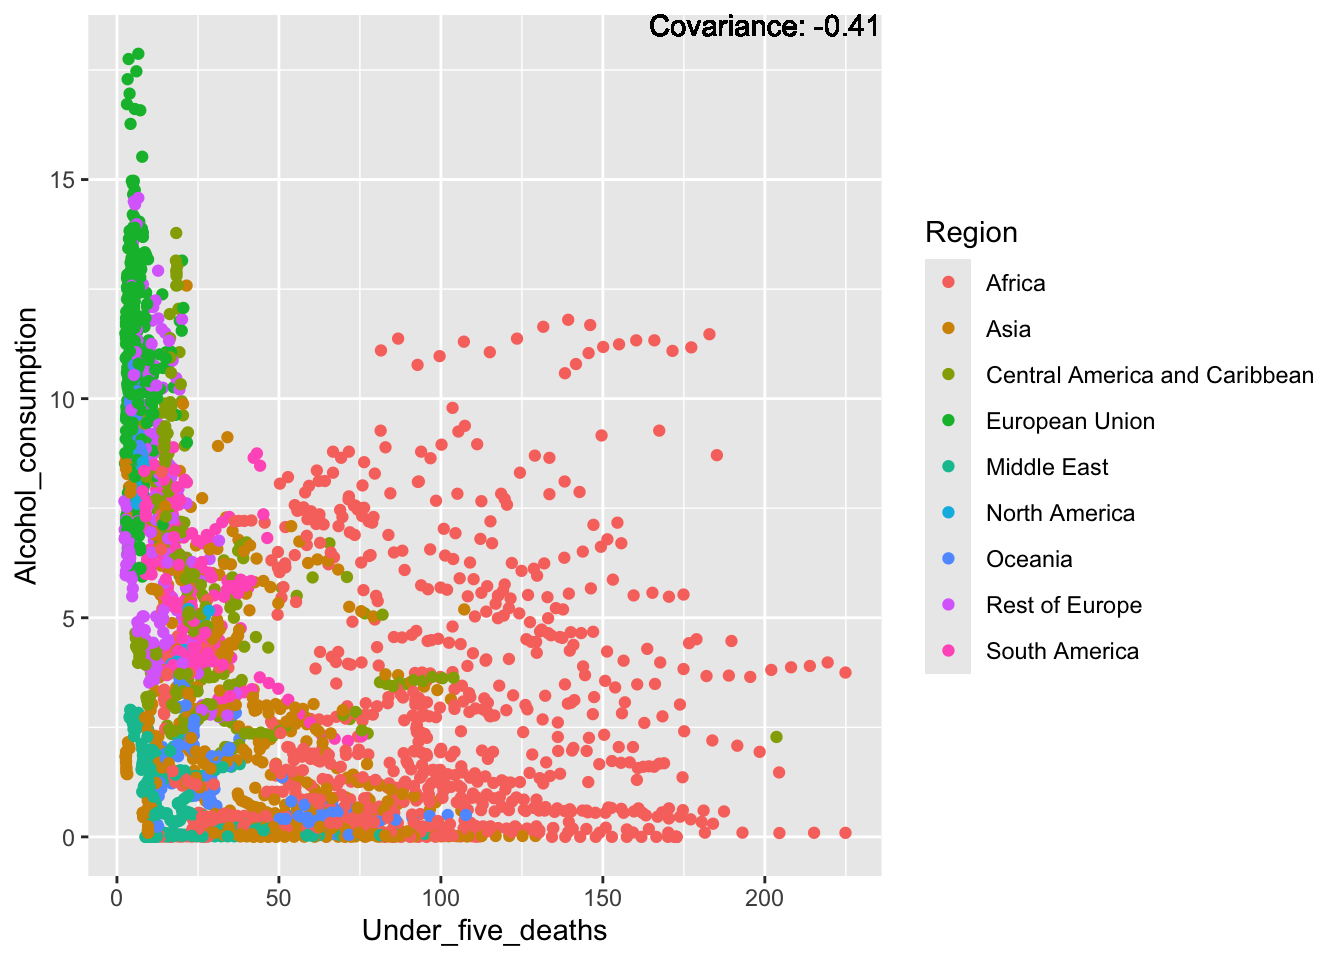 Covariance: -0.41
Alcohol_consumption
15
10
5
0
0
50
100
150
200
Under_five_deaths
Region
Africa
Asia
Central America and Caribbean
European Union
Middle East
North America
Oceania
Rest of Europe
South America